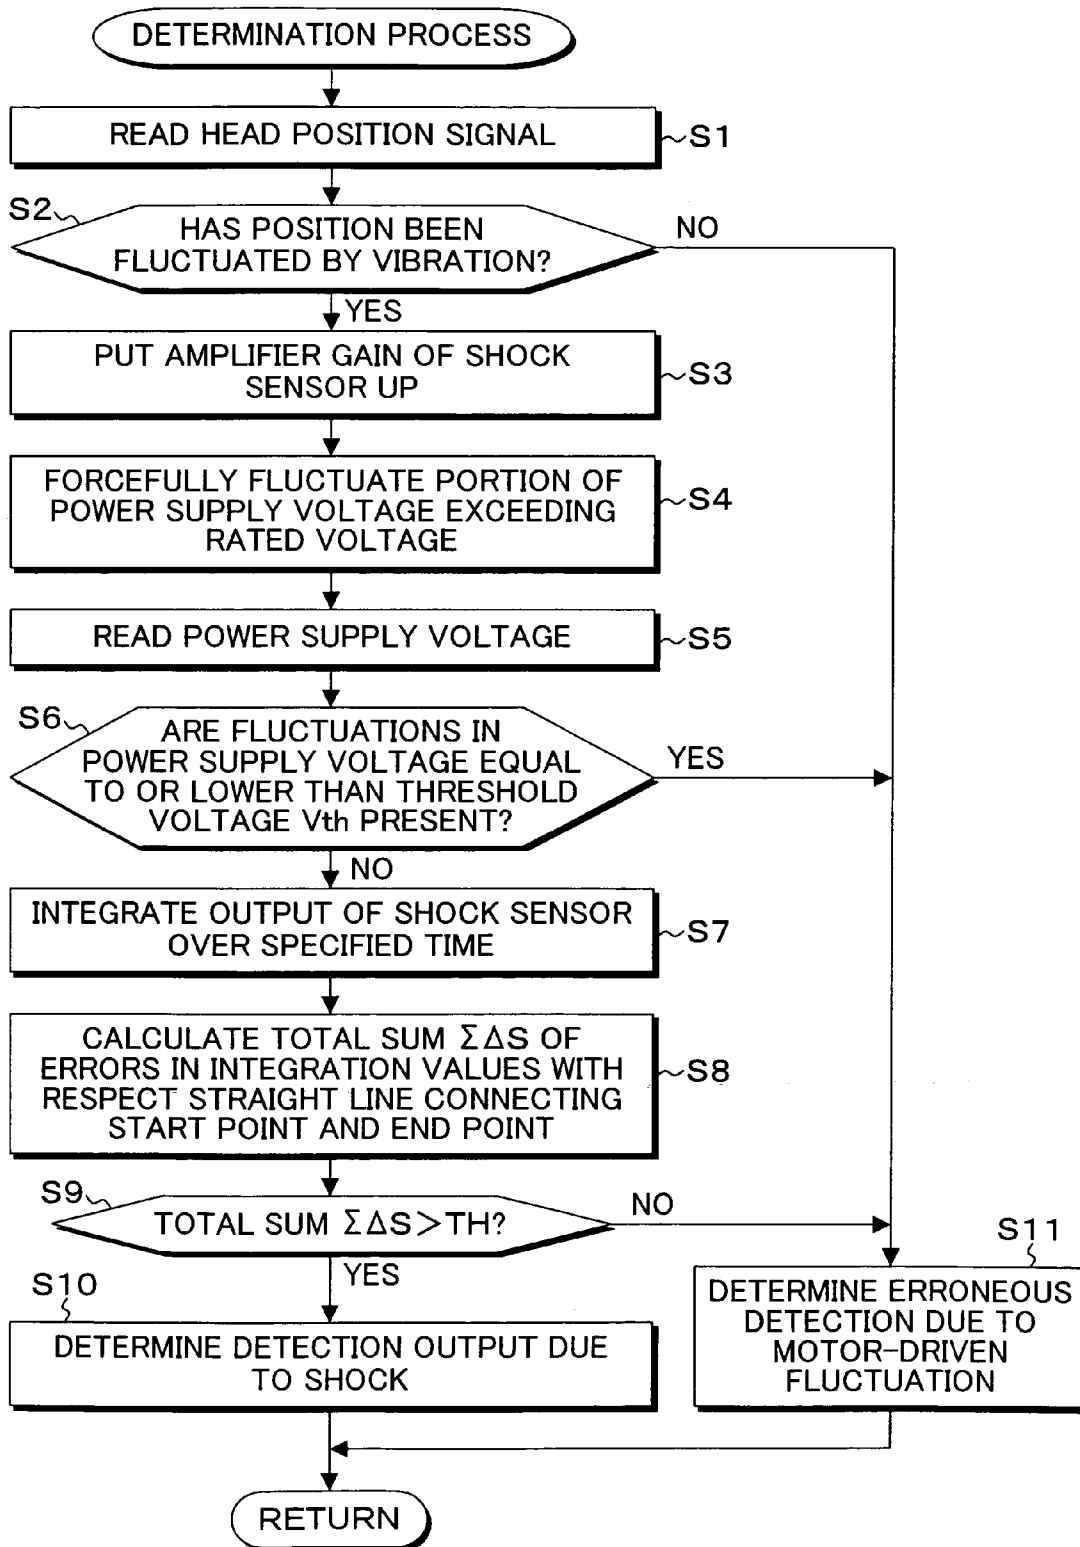 DETERMINATION PROCESS
READ HEAD POSITION SIGNAL
S1
S2
HAS POSITION BEEN
FLUCTUATED BY VIBRATION?
NO
YES
PUT AMPLIFIER GAIN OF SHOCK
SENSOR UP
S3
FORCEFULLY FLUCTUATE PORTION OF
POWER SUPPLY VOLTAGE EXCEEDING
RATED VOLTAGE
S4
READ POWER SUPPLY VOLTAGE
S5
S6
ARE FLUCTUATIONS IN
POWER SUPPLY VOLTAGE EQUAL
TO OR LOWER THAN THRESHOLD
VOLTAGE Vth PRESENT?
YES
NO
INTEGRATE OUTPUT OF SHOCK SENSOR
OVER SPECIFIED TIME
S7
CALCULATE TOTAL SUM ΣΔS OF
ERRORS IN INTEGRATION VALUES WITH
RESPECT STRAIGHT LINE CONNECTING
START POINT AND END POINT
S8
S9
TOTAL SUM ΣΔS>TH?
NO
YES
S10
DETERMINE DETECTION OUTPUT DUE
TO SHOCK
S11
DETERMINE ERRONEOUS
DETECTION DUE TO
MOTOR-DRIVEN
FLUCTUATION
RETURN